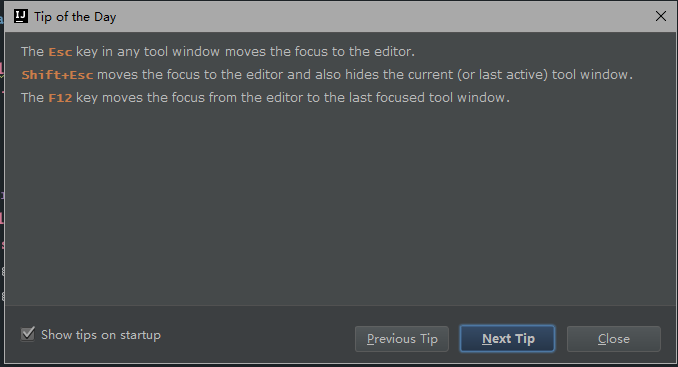 IJ Tip of the Day
The Esc key in any tool window moves the focus to the editor.
Shift+Esc moves the focus to the editor and also hides the current (or last active) tool window.
The F12 key moves the focus from the editor to the last focused tool window.
Show tips on startup
Previous Tip
Next Tip
Close